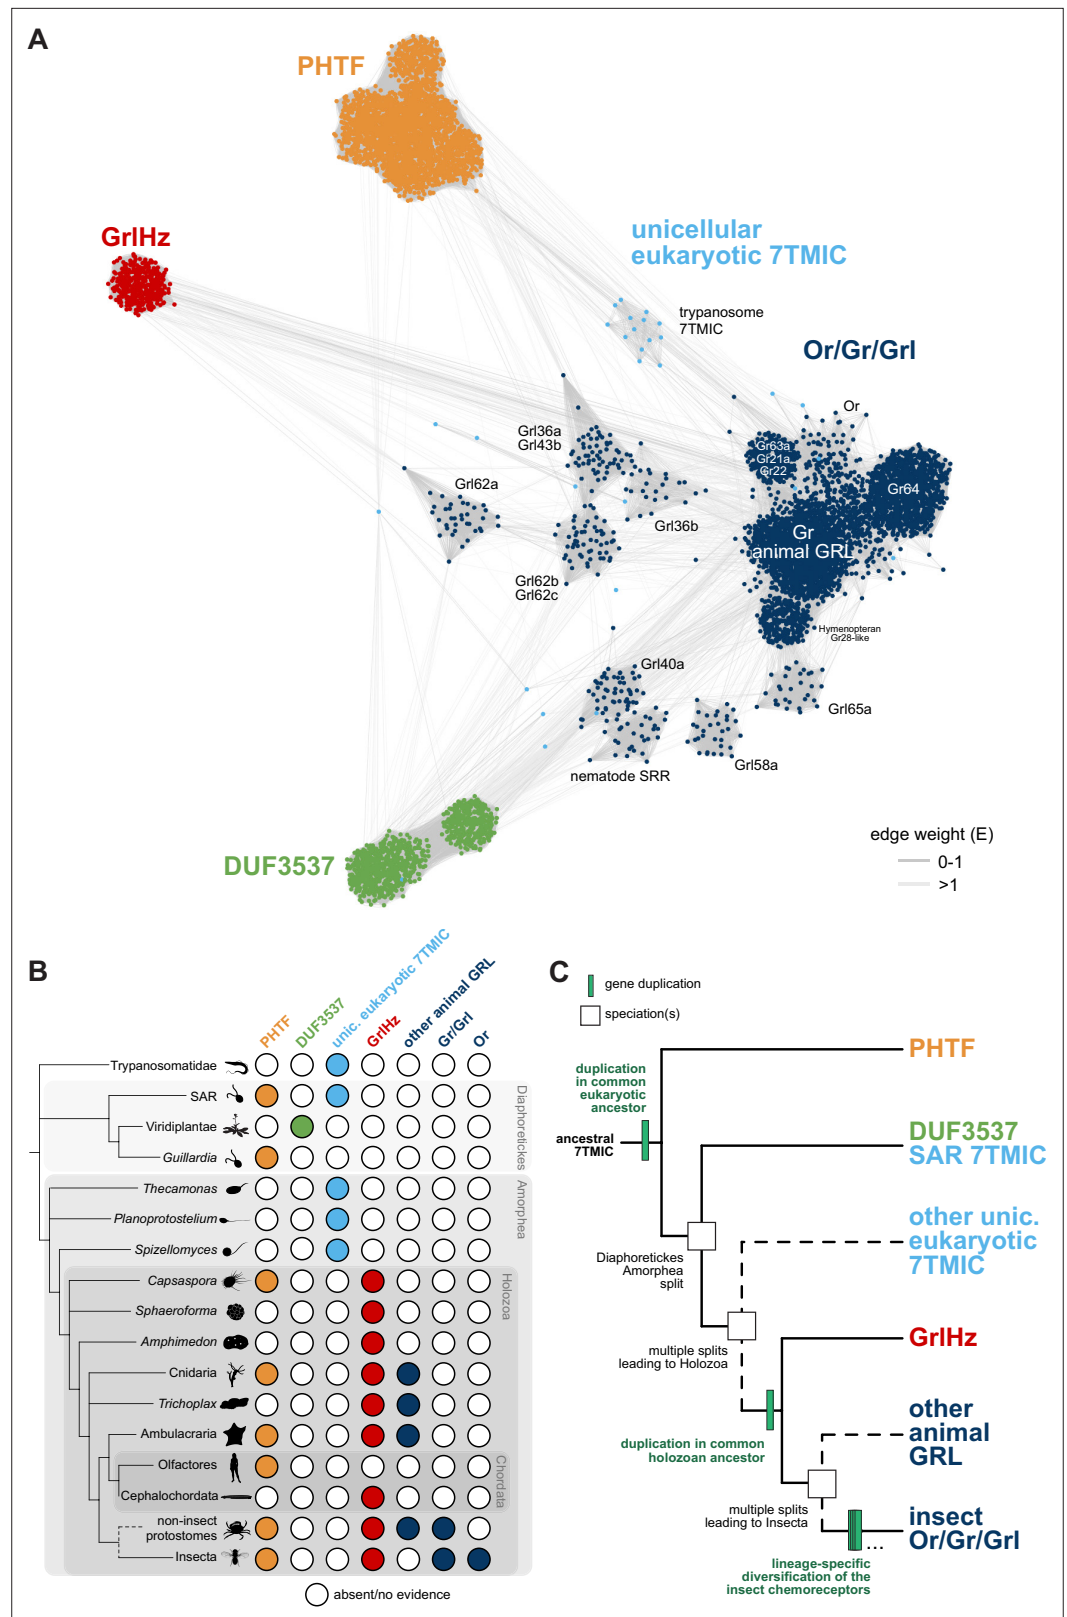 A
PHTF
GrlHz
unicellular
eukaryotic 7TMIC
trypanosome
7TMIC
Or/Gr/Grl
Or
Grl36a
Grl43b
Gr63a
Gr21a
Gr22
Gr64
Grl62a
Grl36b
Gr
animal GRL
Grl62b
Grl62c
Hymenopteran
Gr28-like
Grl40a
Grl65a
nematode SRR
Grl58a
DUF3537
edge weight (E)
0-1
>1
B
PHTF
DUF3537
unic. eukaryotic 7TMIC
GrlHz
other animal GRL
Gr/Grl
Or
Trypanosomatidae
SAR
Viridiplantae
Guillardia
Diaphoretickes
Thecamonas
Planoprotostelium
Spizellomyces
Amorphea
Capsaspora
Sphaeroforma
Amphimedon
Cnidaria
Trichoplax
Ambulacraria
Holozoa
Olfactores
Cephalochordata
Chordata
non-insect
protostomes
Insecta
absent/no evidence
C
gene duplication
speciation(s)
PHTF
duplication
in common
eukaryotic
ancestor
ancestral
7TMIC
DUF3537
SAR 7TMIC
Diaphoretickes
Amorphea
split
other unic.
eukaryotic
7TMIC
multiple splits
leading to Holozoa
GrlHz
duplication in common
holozoan ancestor
other
animal
GRL
multiple splits
leading to Insecta
insect
Or/Gr/Grl
...
lineage-specific
diversification of the
insect chemoreceptors